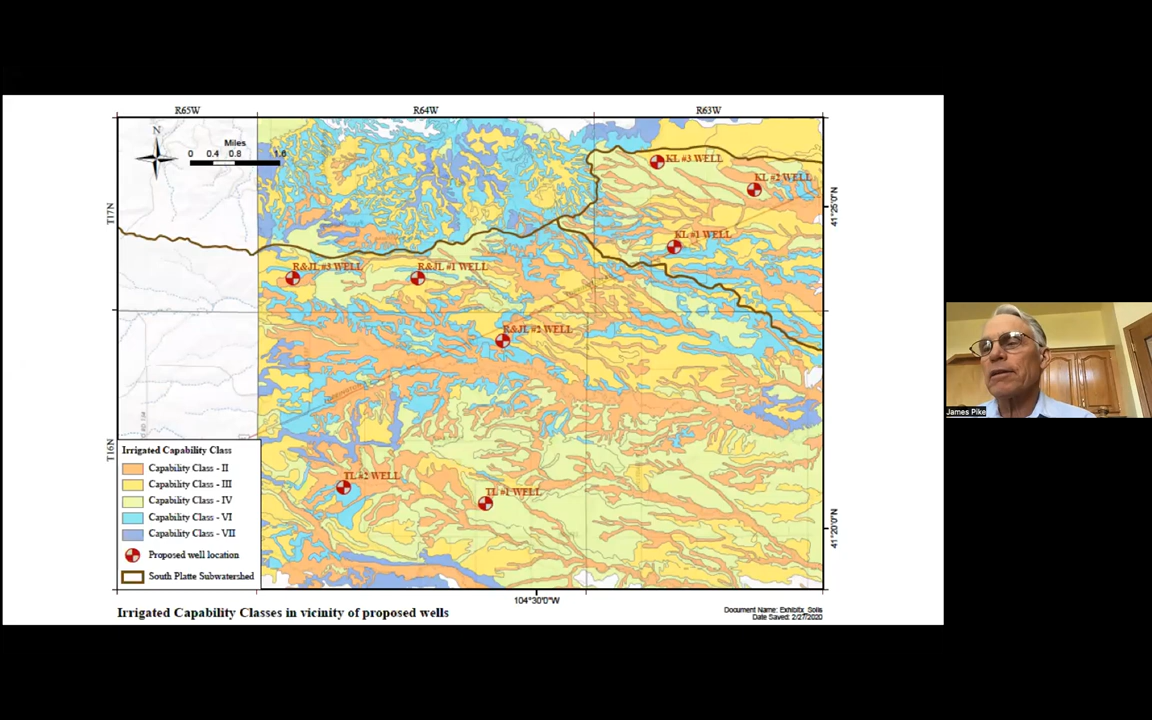 R65W
R64W
R63W
N
Miles
0 0.4 0.8 1.6
T17N
T16N
KL #3 WELL
KL #2 WELL
KL #1 WELL
R&JL #3 WELL
R&JL #1 WELL
R&JL #2 WELL
TL #2 WELL
TL #1 WELL
41°25'0"N
41°20'0"N
104°30'0"W
Irrigated Capability Class
Capability Class - II
Capability Class - III
Capability Class - IV
Capability Class - VI
Capability Class - VII
Proposed well location
South Platte Subwatershed
Irrigated Capability Classes in vicinity of proposed wells
Document Name: Exhibitx_Soils
Date Saved: 2/27/2020
James Pike